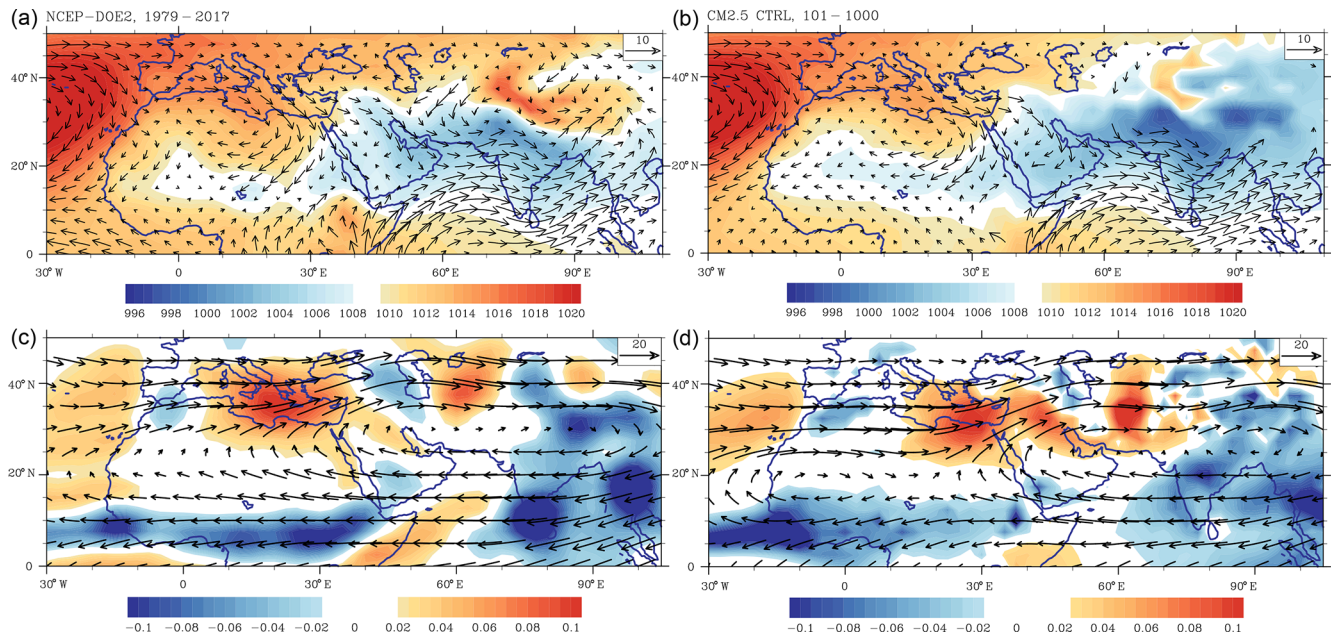 (a) NCEP-DOE2, 1979-2017
10
40° N
20°
0
30° W 0 30° E 60° E 90° E
996 998 1000 1002 1004 1006 1008 1010 1012 1014 1016 1018 1020
(b) CM2.5 CTRL, 101-1000
10
40° N
20°
0
30° W 0 30° E 60° E 90° E
996 998 1000 1002 1004 1006 1008 1010 1012 1014 1016 1018 1020
(c)
20
40° N
20°
0
30° W 0 30° E 60° E 90° E
-0.1 -0.08 -0.06 -0.04 -0.02 0 0.02 0.04 0.06 0.08 0.1
(d)
20
40° N
20°
0
30° W 0 30° E 60° E 90° E
-0.1 -0.08 -0.06 -0.04 -0.02 0 0.02 0.04 0.06 0.08 0.1